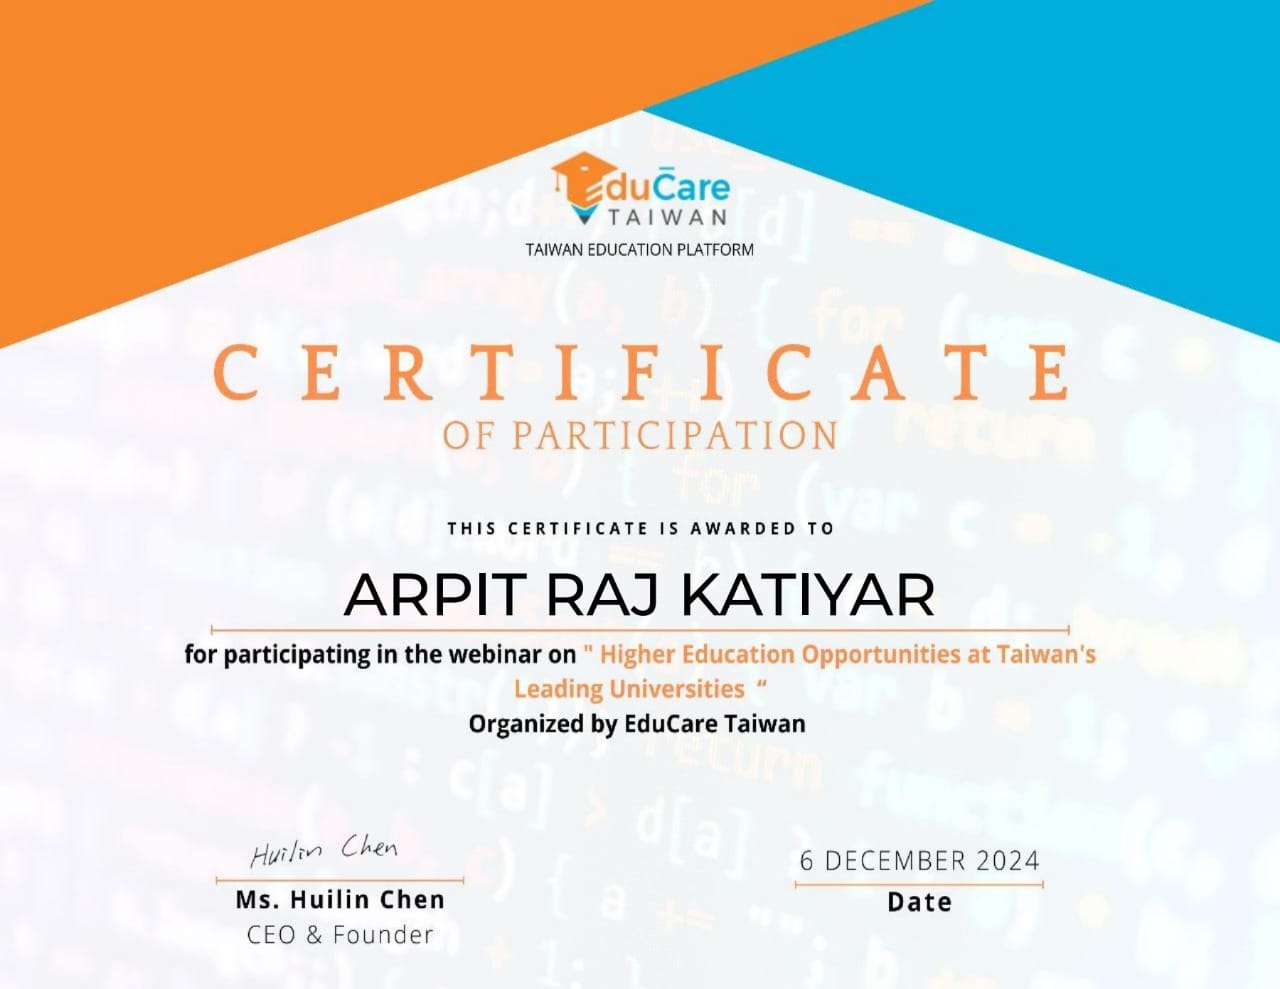 EduCare
TAIWAN
TAIWAN EDUCATION PLATFORM
CERTIFICATE
OF PARTICIPATION
THIS CERTIFICATE IS AWARDED TO
ARPIT RAJ KATIYAR
for participating in the webinar on " Higher Education Opportunities at Taiwan's
Leading Universities “
Organized by EduCare Taiwan
Huilin Chen
Ms. Huilin Chen
CEO & Founder
6 DECEMBER 2024
Date